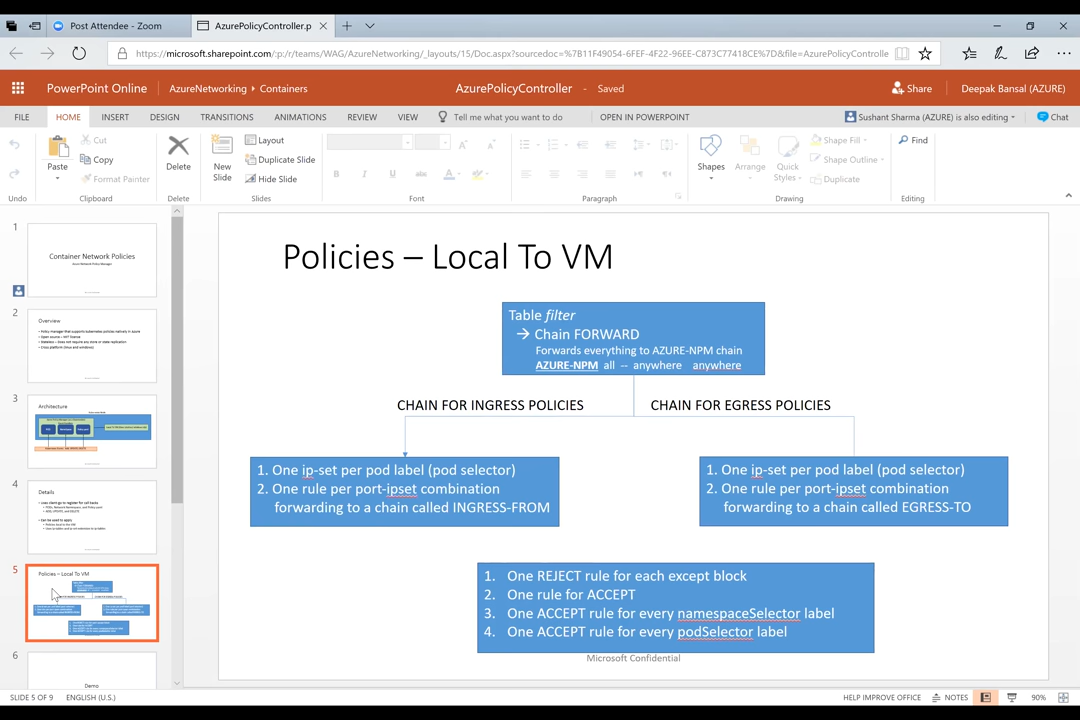 Post Attendee - Zoom
AzurePolicyController.p
https://microsoft.sharepoint.com/:p:/r/teams/WAG/AzureNetworking/_layouts/15/Doc.aspx?sourcedoc=%7B11F49054-6FEF-4F22-96EE-C873C77418CE%7D&file=AzurePolicyControlle
PowerPoint Online
AzureNetworking
Containers
AzurePolicyController - Saved
Share
Deepak Bansal (AZURE)
FILE HOME INSERT DESIGN TRANSITIONS ANIMATIONS REVIEW VIEW Tell me what you want to do OPEN IN POWERPOINT
Sushant Sharma (AZURE) is also editing
Chat
Paste
Cut
Copy
Format Painter
Delete
New
Slide
Layout
Duplicate Slide
Hide Slide
Shapes
Arrange
Quick
Styles
Shape Fill
Shape Outline
Duplicate
Find
Undo Clipboard Delete Slides Font Paragraph Drawing Editing
1
Container Network Policies
Azure Network Policy Manager
2
Overview
3
Architecture
4
Details
5
Policies – Local To VM
6
Demo
Policies – Local To VM
Table filter
→ Chain FORWARD
Forwards everything to AZURE-NPM chain
AZURE-NPM all -- anywhere anywhere
CHAIN FOR INGRESS POLICIES
CHAIN FOR EGRESS POLICIES
1. One ip-set per pod label (pod selector)
2. One rule per port-ipset combination
forwarding to a chain called INGRESS-FROM
1. One ip-set per pod label (pod selector)
2. One rule per port-ipset combination
forwarding to a chain called EGRESS-TO
1. One REJECT rule for each except block
2. One rule for ACCEPT
3. One ACCEPT rule for every namespaceSelector label
4. One ACCEPT rule for every podSelector label
Microsoft Confidential
SLIDE 5 OF 9 ENGLISH (U.S.)
HELP IMPROVE OFFICE NOTES 90%